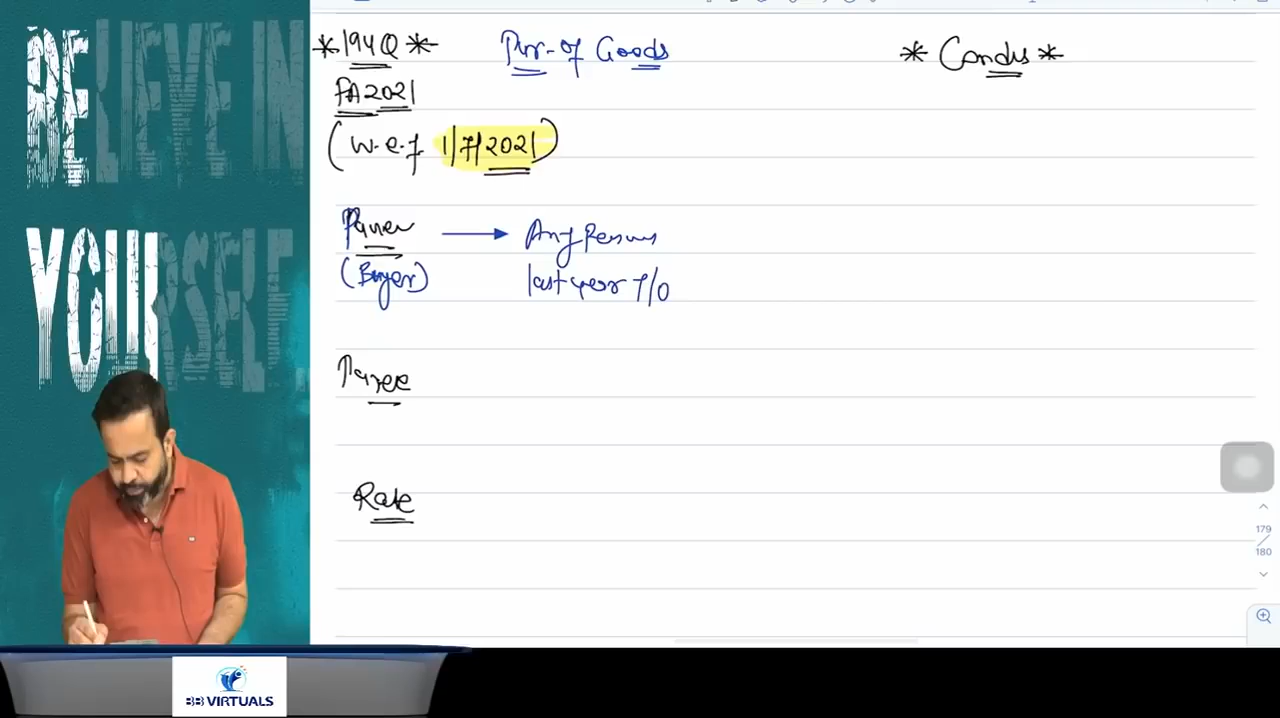 BELIEVE IN
YOURSELF
*194Q*
Pur. of Goods
* Conds *
FA2021
(w.e.f 1/7/2021)
Payer → Any Person
(Buyer)
last year T/O
Payee
Rate
179
180
BB VIRTUALS